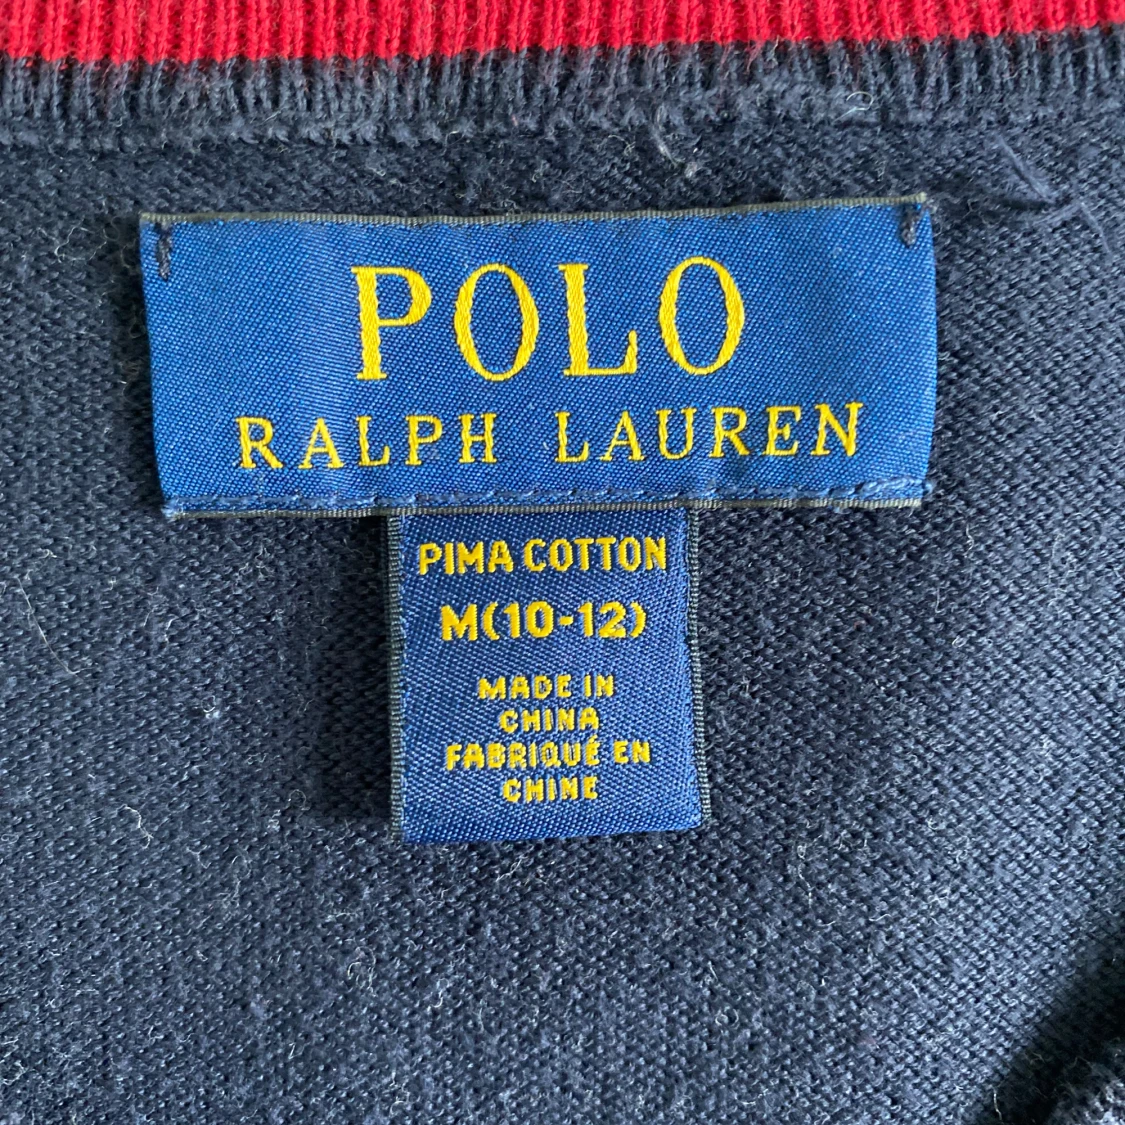 POLO
RALPH LAUREN
PIMA COTTON
M(10-12)
MADE IN
CHINA
FABRIQUÉ EN
CHINE